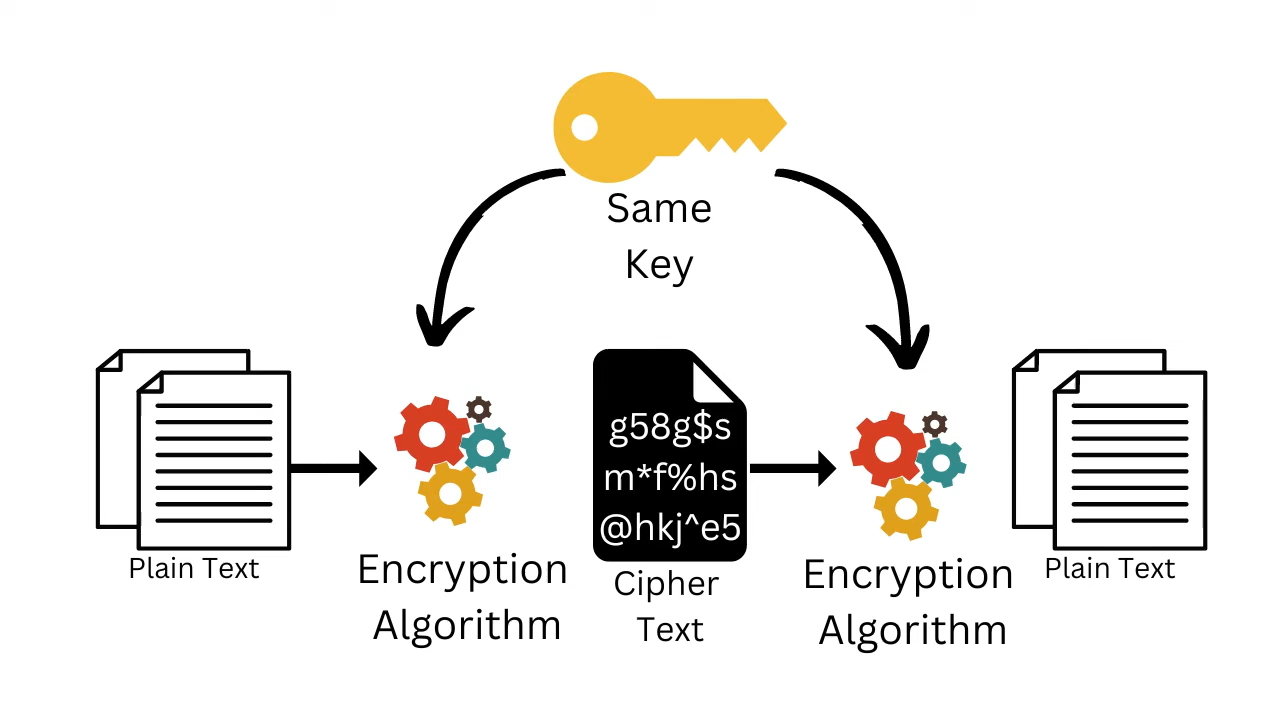 Same
Key
g58g$s
m*f%hs
@hkj^e5
Plain Text
Encryption
Algorithm
Cipher
Text
Encryption
Algorithm
Plain Text